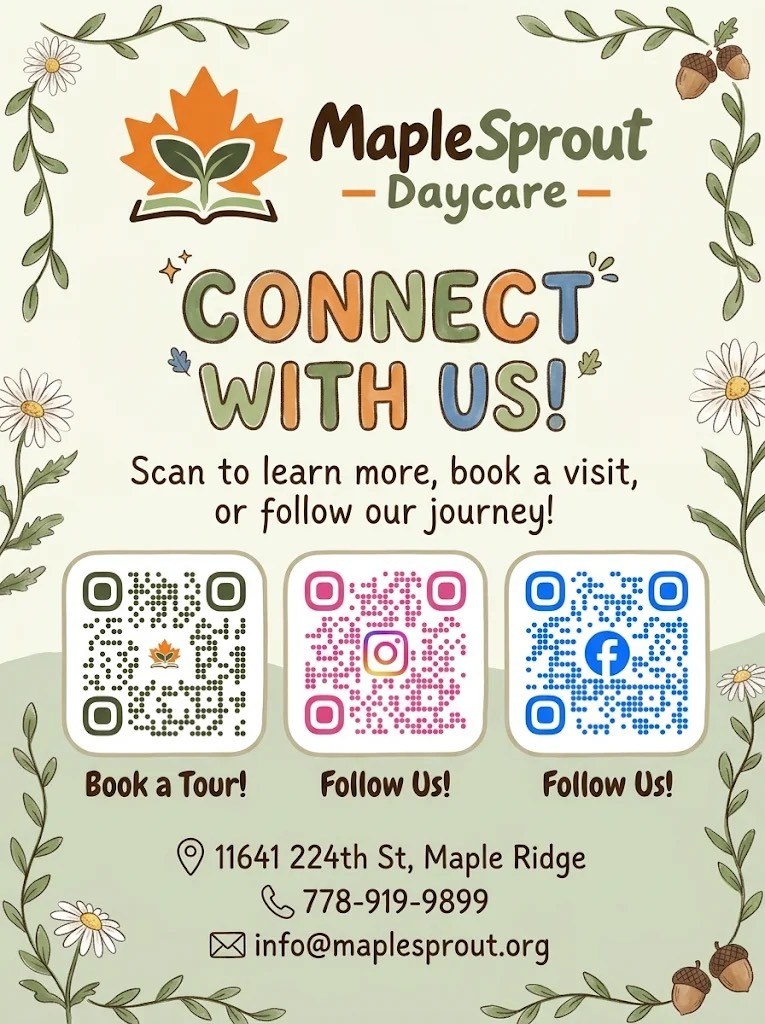 MapleSprout
Daycare
CONNECT
WITH US!
Scan to learn more, book a visit,
or follow our journey!
Book a Tour!
Follow Us!
Follow Us!
11641 224th St, Maple Ridge
778-919-9899
info@maplesprout.org